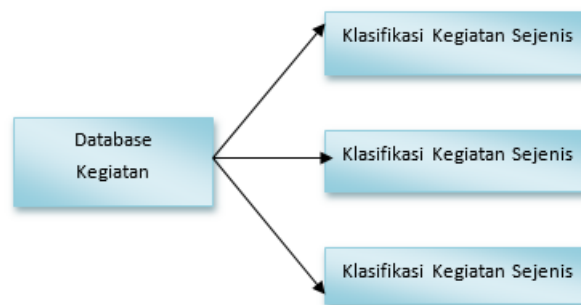 Klasifikasi Kegiatan Sejenis
Database
Kegiatan
Klasifikasi Kegiatan Sejenis
Klasifikasi Kegiatan Sejenis